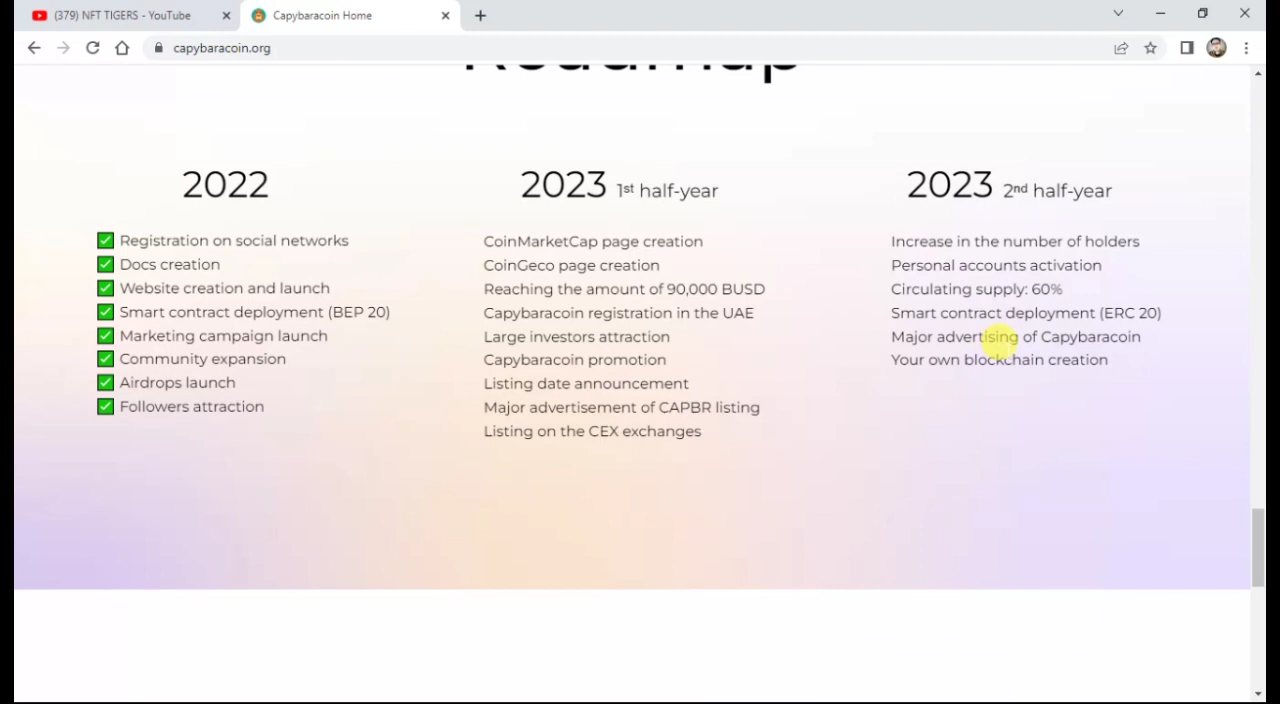 (379) NFT TIGERS - YouTube
Capybaracoin Home
capybaracoin.org
Roadmap
2022
Registration on social networks
Docs creation
Website creation and launch
Smart contract deployment (BEP 20)
Marketing campaign launch
Community expansion
Airdrops launch
Followers attraction
2023 1st half-year
CoinMarketCap page creation
CoinGeco page creation
Reaching the amount of 90,000 BUSD
Capybaracoin registration in the UAE
Large investors attraction
Capybaracoin promotion
Listing date announcement
Major advertisement of CAPBR listing
Listing on the CEX exchanges
2023 2nd half-year
Increase in the number of holders
Personal accounts activation
Circulating supply: 60%
Smart contract deployment (ERC 20)
Major advertising of Capybaracoin
Your own blockchain creation